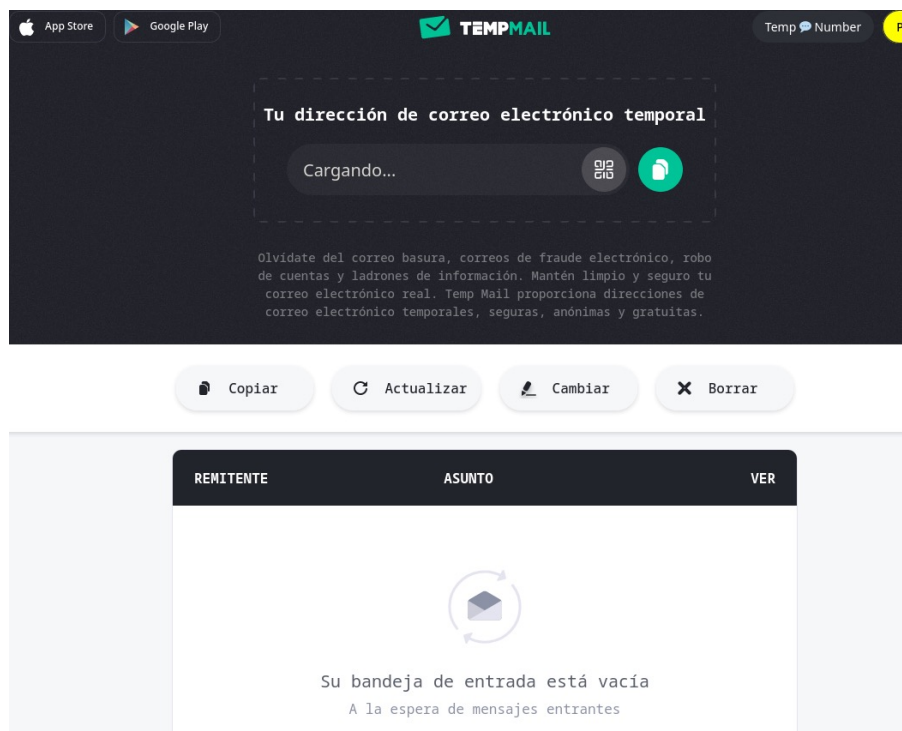 App Store
Google Play
TEMPMAIL
Temp 💬 Number
P
Tu dirección de correo electrónico temporal
Cargando...
Olvídate del correo basura, correos de fraude electrónico, robo
de cuentas y ladrones de información. Mantén limpio y seguro tu
correo electrónico real. Temp Mail proporciona direcciones de
correo electrónico temporales, seguras, anónimas y gratuitas.
Copiar
Actualizar
Cambiar
Borrar
REMITENTE
ASUNTO
VER
Su bandeja de entrada está vacía
A la espera de mensajes entrantes